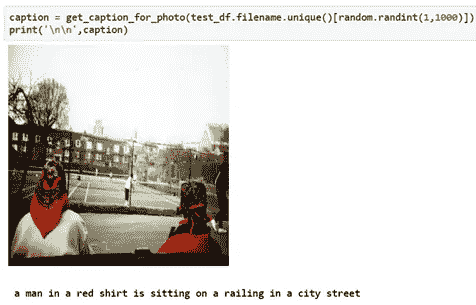 caption = get_caption_for_photo(test_df.filename.unique()[random.randint(1,1000)])
print('\n\n',caption)
a man in a red shirt is sitting on a railing in a city street